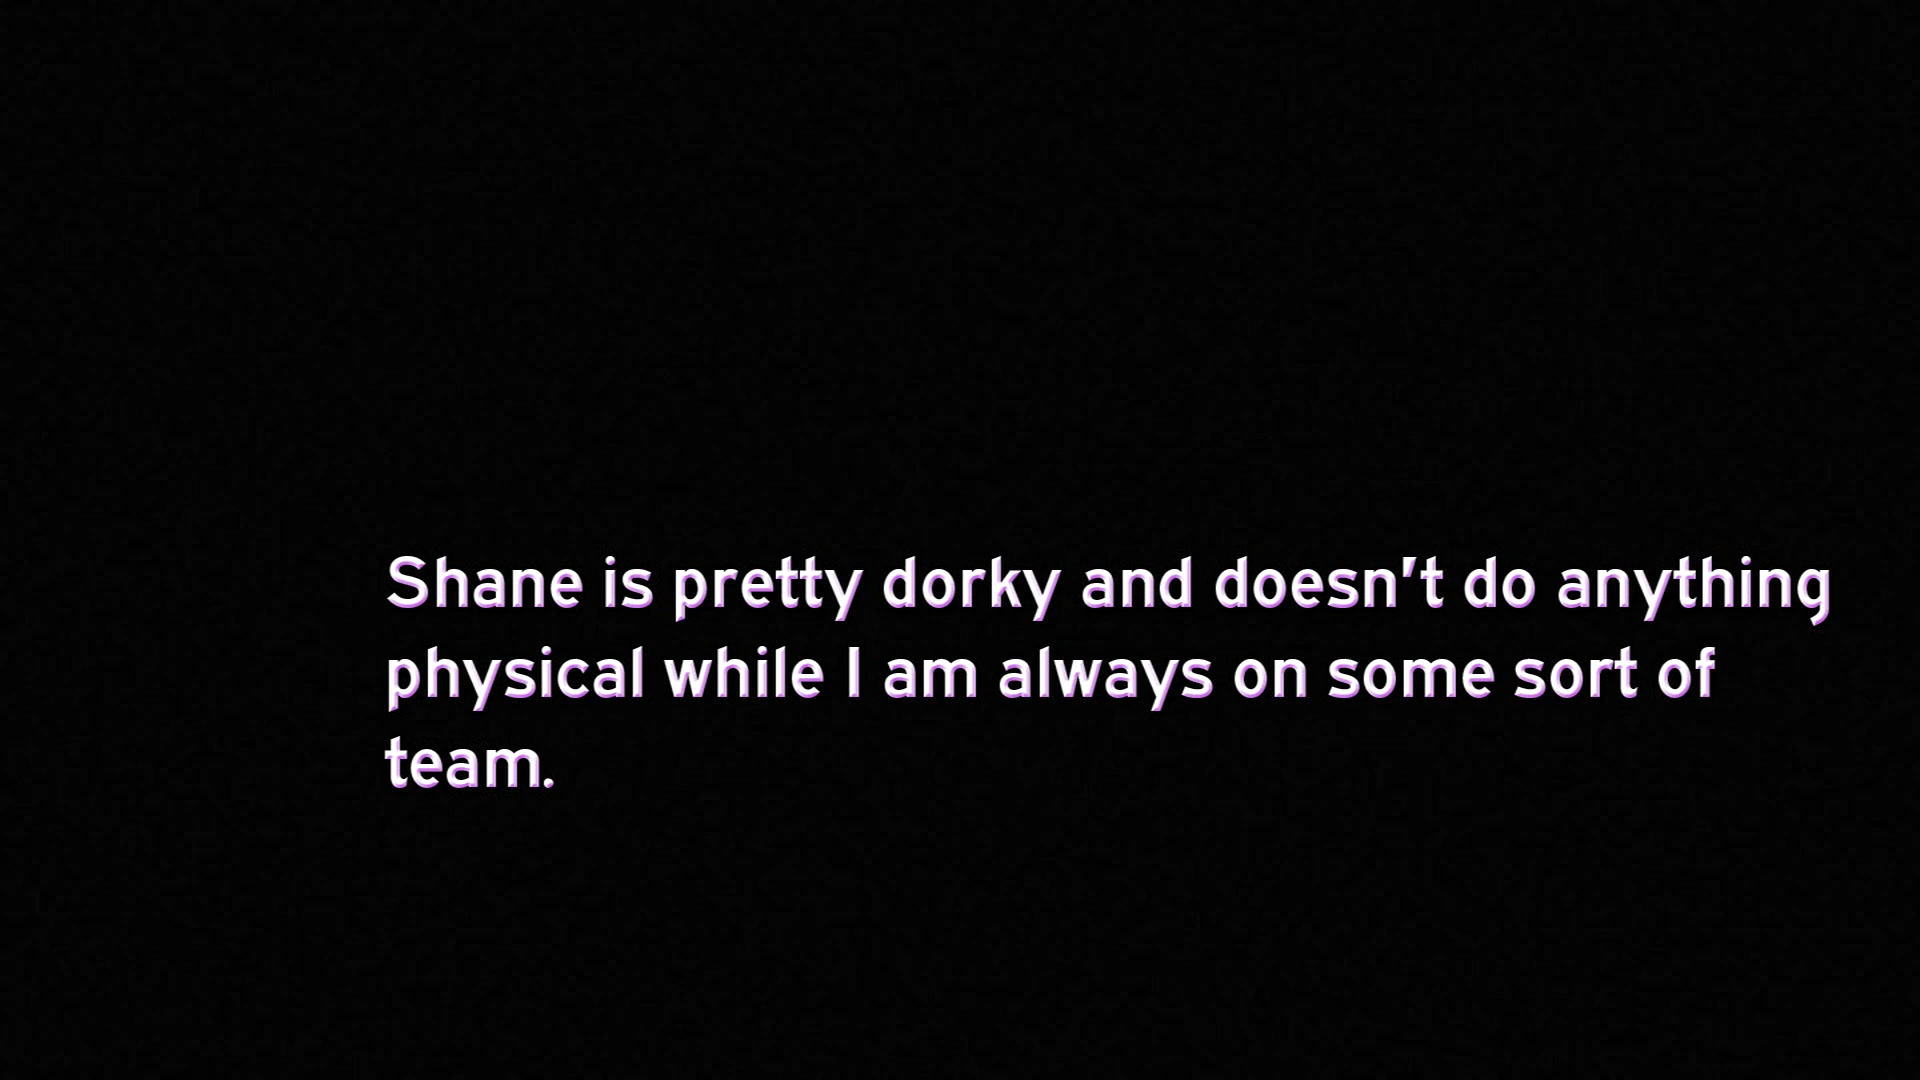 Shane is pretty dorky and doesn't do anything
physical while I am always on some sort of
team.